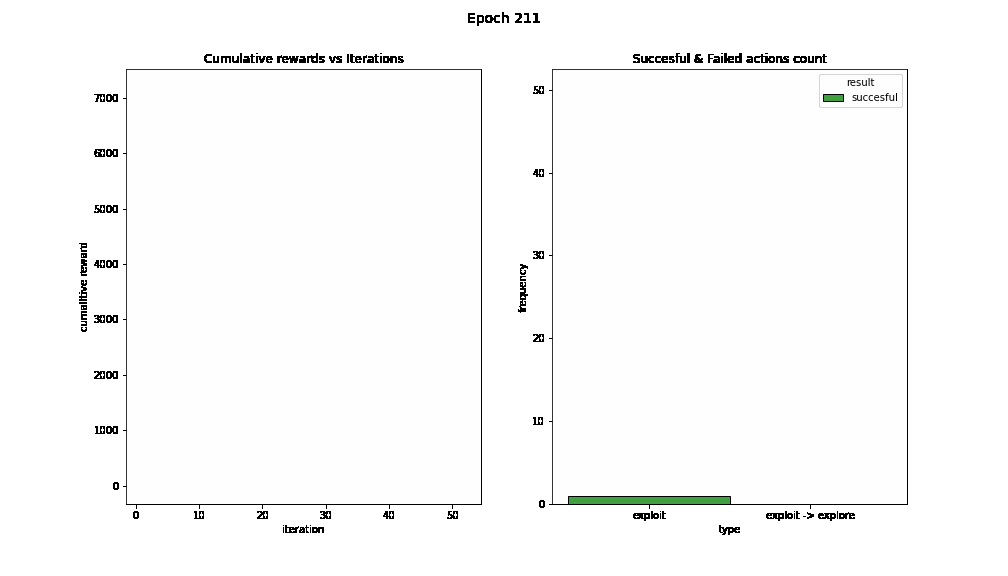 Epoch 211
Cumulative rewards vs Iterations
7000
6000
5000
4000
3000
2000
1000
0
cumalitive reward
0 10 20 30 40 50
iteration
Succesful & Failed actions count
result
succesful
50
40
30
20
10
0
frequency
exploit exploit -> explore
type